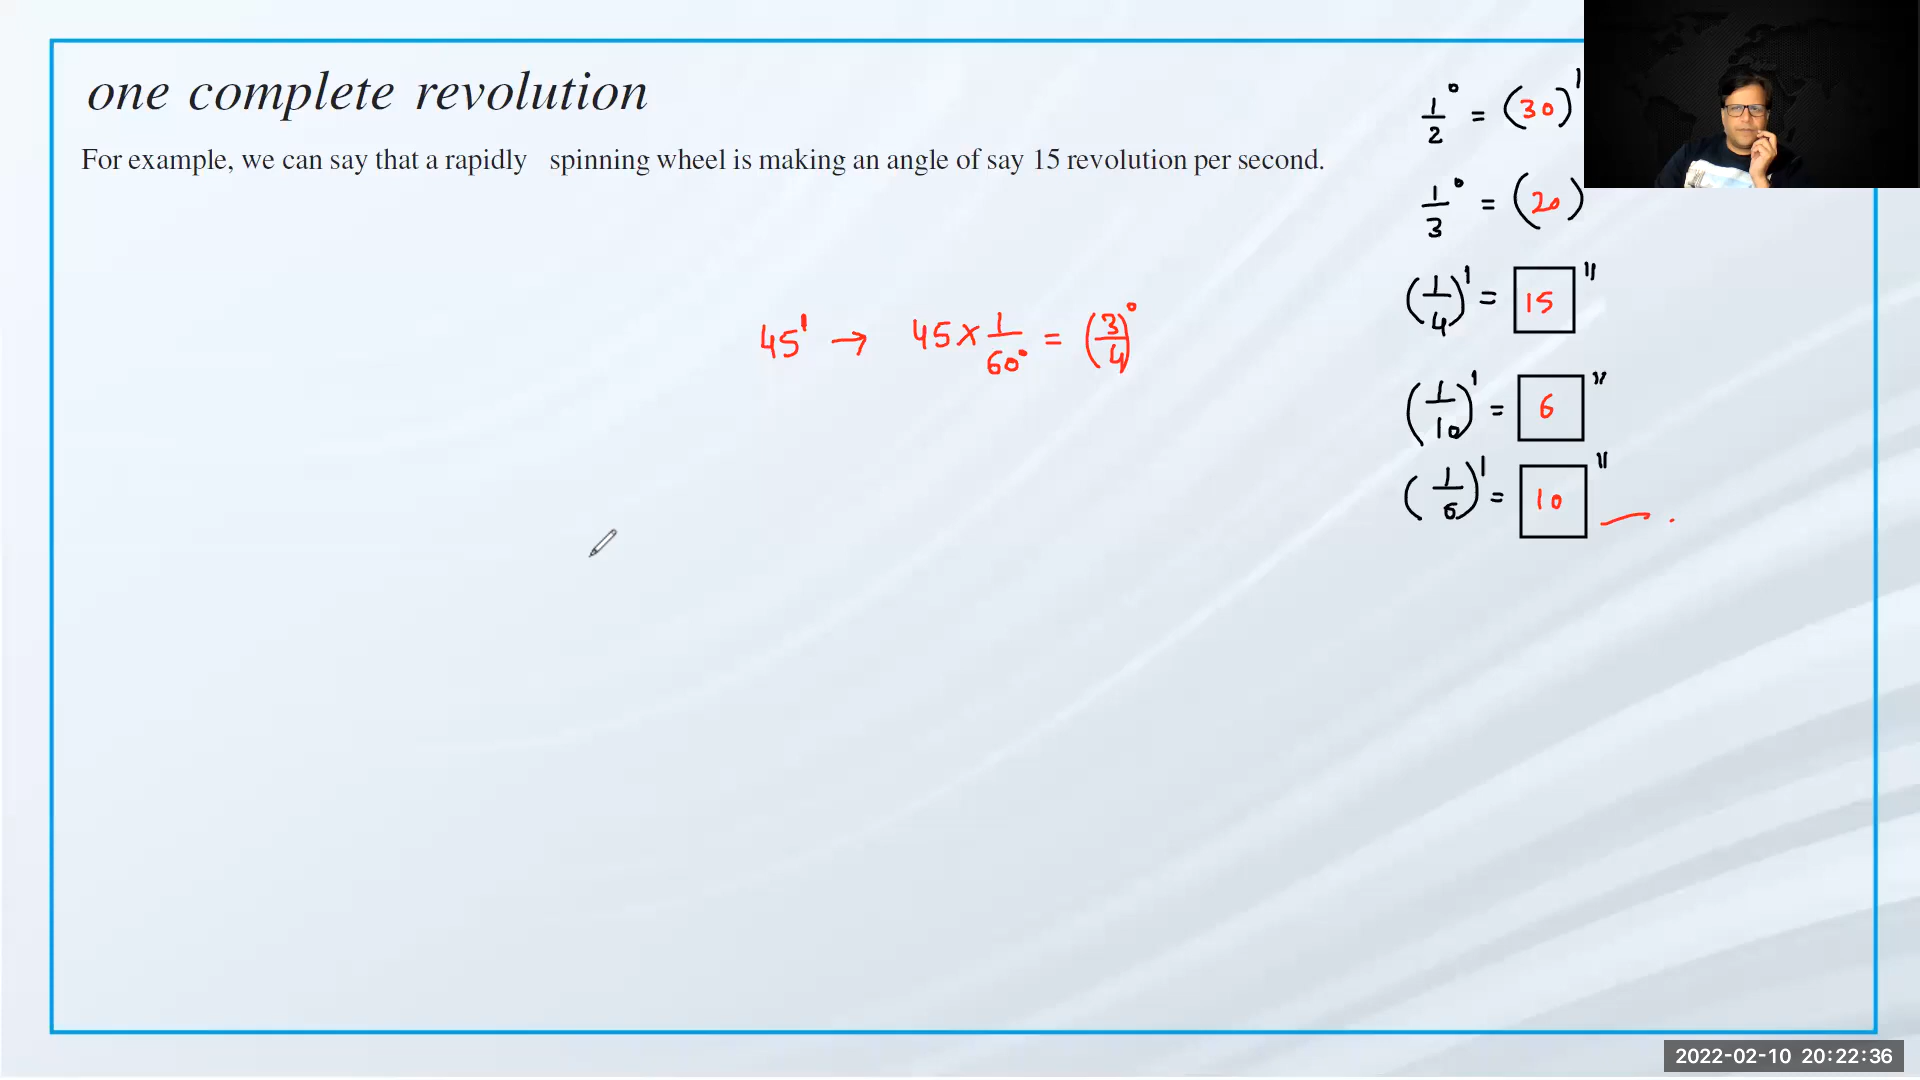 one complete revolution
For example, we can say that a rapidly spinning wheel is making an angle of say 15 revolution per second.
45' → 45 × 1/60° = (3/4)°
1/2° = (30)'
1/3° = (20)
(1/4)' = 15"
(1/10)' = 6"
(1/6)' = 10"
2022-02-10 20:22:36